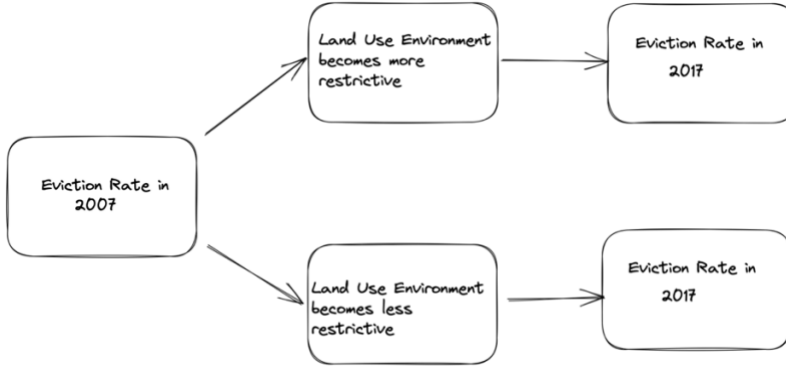 Land Use Environment
becomes more
restrictive
Eviction Rate in
2017
Eviction Rate in
2007
Land Use Environment
becomes less
restrictive
Eviction Rate in
2017